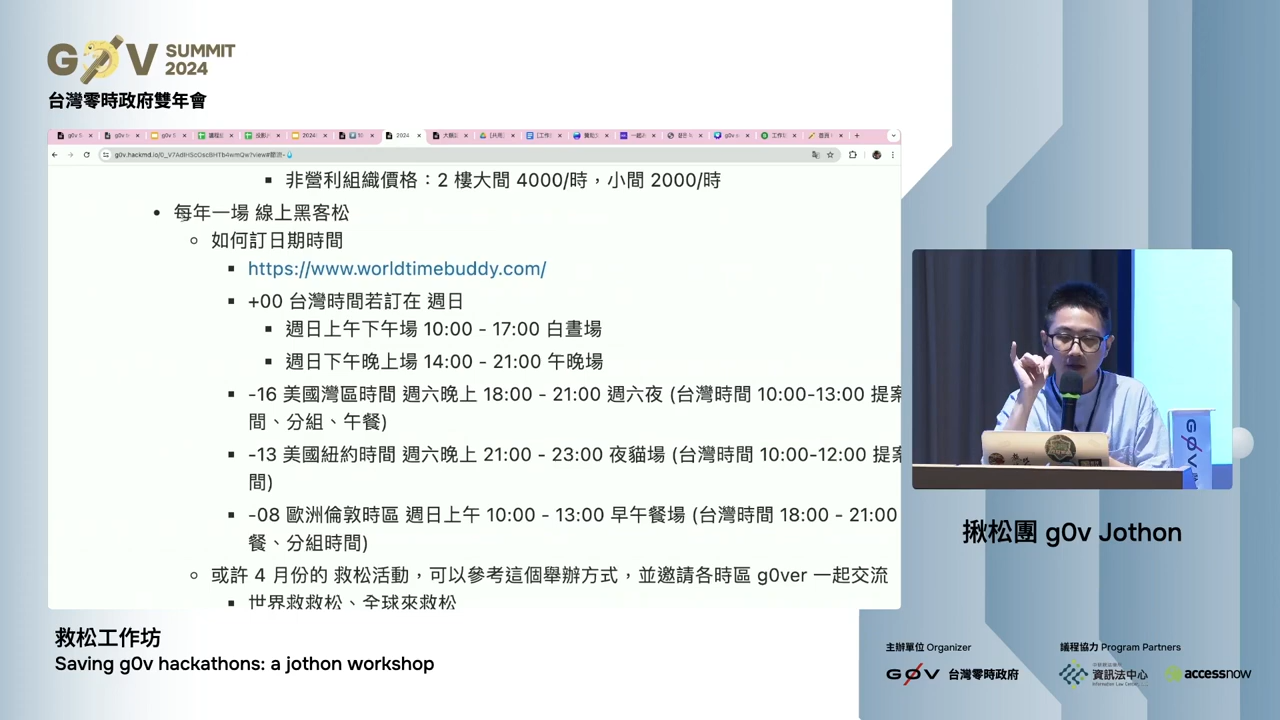 G0V SUMMIT 2024
台灣零時政府雙年會
g0v.hackmd.io/0_V7AdlHScOacBHTb4wmQw?view#節流-💧
非營利組織價格：2 樓大間 4000/時，小間 2000/時
每年一場 線上黑客松
如何訂日期時間
https://www.worldtimebuddy.com/
+00 台灣時間若訂在 週日
週日上午下午場 10:00 - 17:00 白晝場
週日下午晚上場 14:00 - 21:00 午晚場
-16 美國灣區時間 週六晚上 18:00 - 21:00 週六夜 (台灣時間 10:00-13:00 提案
間、分組、午餐)
-13 美國紐約時間 週六晚上 21:00 - 23:00 夜貓場 (台灣時間 10:00-12:00 提案
間)
-08 歐洲倫敦時區 週日上午 10:00 - 13:00 早午餐場 (台灣時間 18:00 - 21:00
餐、分組時間)
或許 4 月份的 救松活動，可以參考這個舉辦方式，並邀請各時區 g0ver 一起交流
世界救救松、全球來救松
G0V
揪松團 g0v Jothon
救松工作坊
Saving g0v hackathons: a jothon workshop
主辦單位 Organizer
G0V 台灣零時政府
議程協力 Program Partners
資訊法中心
Information Law Center
accessnow